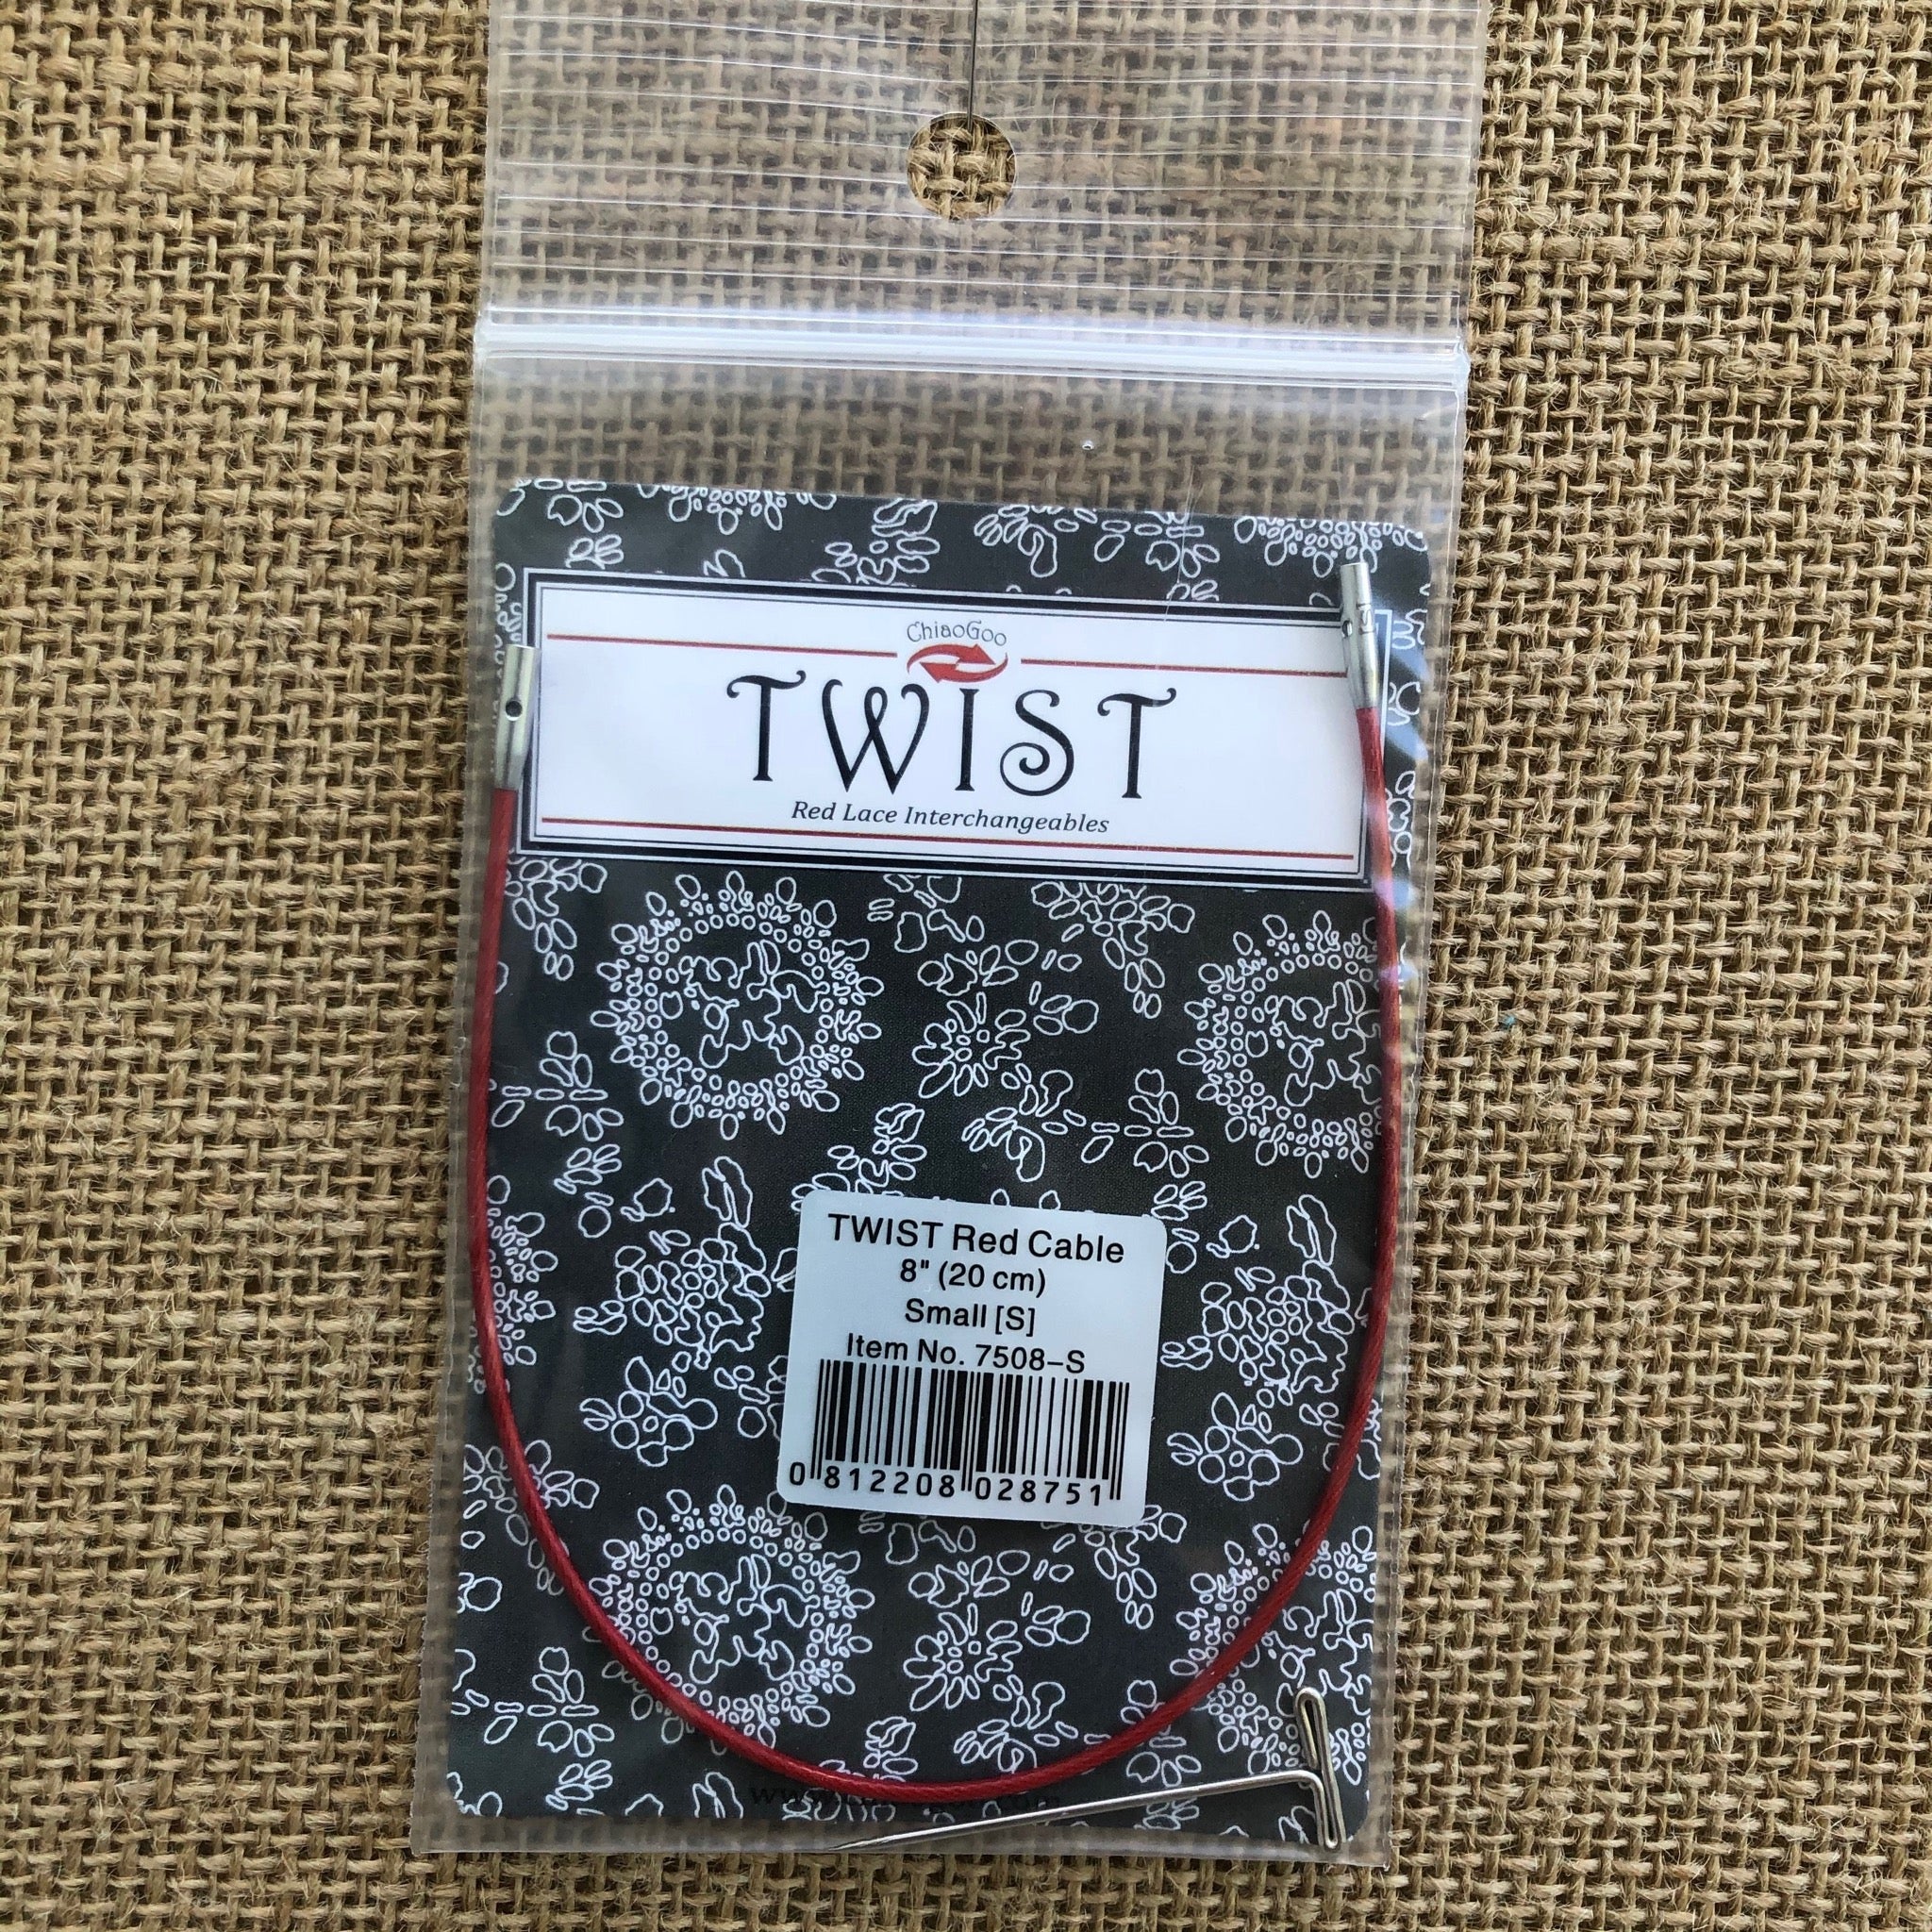 ChiaoGoo
TWIST
Red Lace Interchangeables
TWIST Red Cable
8" (20 cm)
Small [S]
Item No. 7508-S
0 812208 028751
S